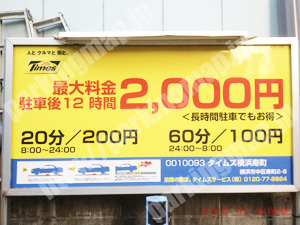 人とクルマと街と。
Times
最大料金
駐車後12時間
2,000円
<長時間駐車でもお得>
20分/200円
8:00~24:00
60分/100円
24:00~8:00
0010093 タイムズ横浜寿町
横浜市中区寿町2-6
タイムズサービス(株) 0120-77-8924